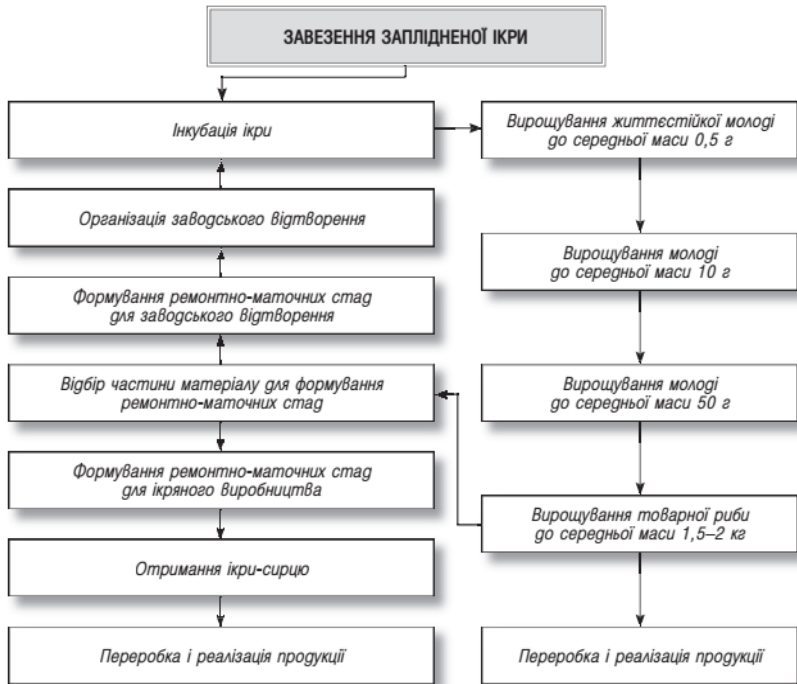 ЗАВЕЗЕННЯ ЗАПЛІДНЕНОЇ ІКРИ
Інкубація ікри
Вирощування життєстійкої молоді
до середньої маси 0,5 г
Організація заводського відтворення
Вирощування молоді
до середньої маси 10 г
Формування ремонтно-маточних стад
для заводського відтворення
Відбір частини матеріалу для формування
ремонтно-маточних стад
Вирощування молоді
до середньої маси 50 г
Формування ремонтно-маточних стад
для ікряного виробництва
Вирощування товарної риби
до середньої маси 1,5–2 кг
Отримання ікри-сирцю
Переробка і реалізація продукції
Переробка і реалізація продукції